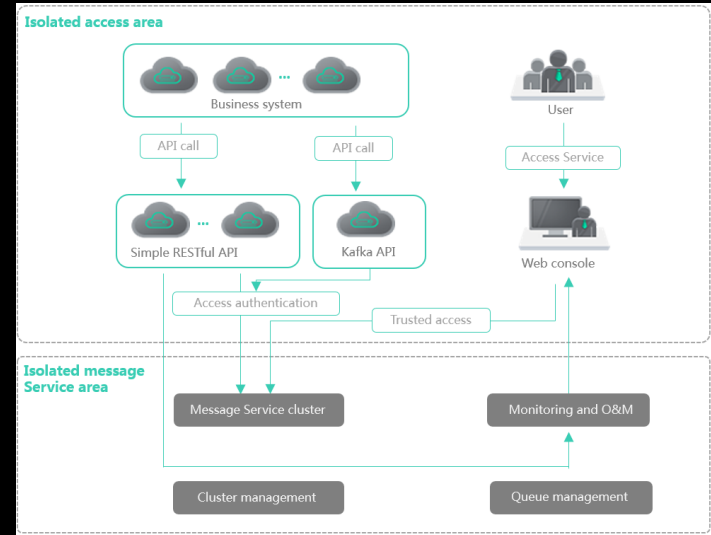 Isolated access area
Business system
User
API call
API call
Access Service
Simple RESTful API
Kafka API
Web console
Access authentication
Trusted access
Isolated message
Service area
Message Service cluster
Monitoring and O&M
Cluster management
Queue management